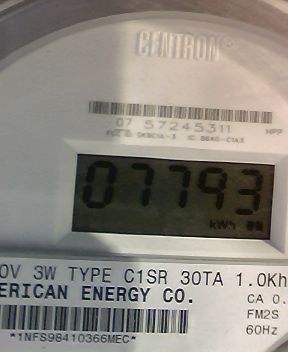 CENTRON®
07 57245311 HPP
07793
kWh
0V 3W TYPE C1SR 30TA 1.0Kh
ERICAN ENERGY CO. CA 0.
FM2S
*1NFS98410366MEC* 60Hz